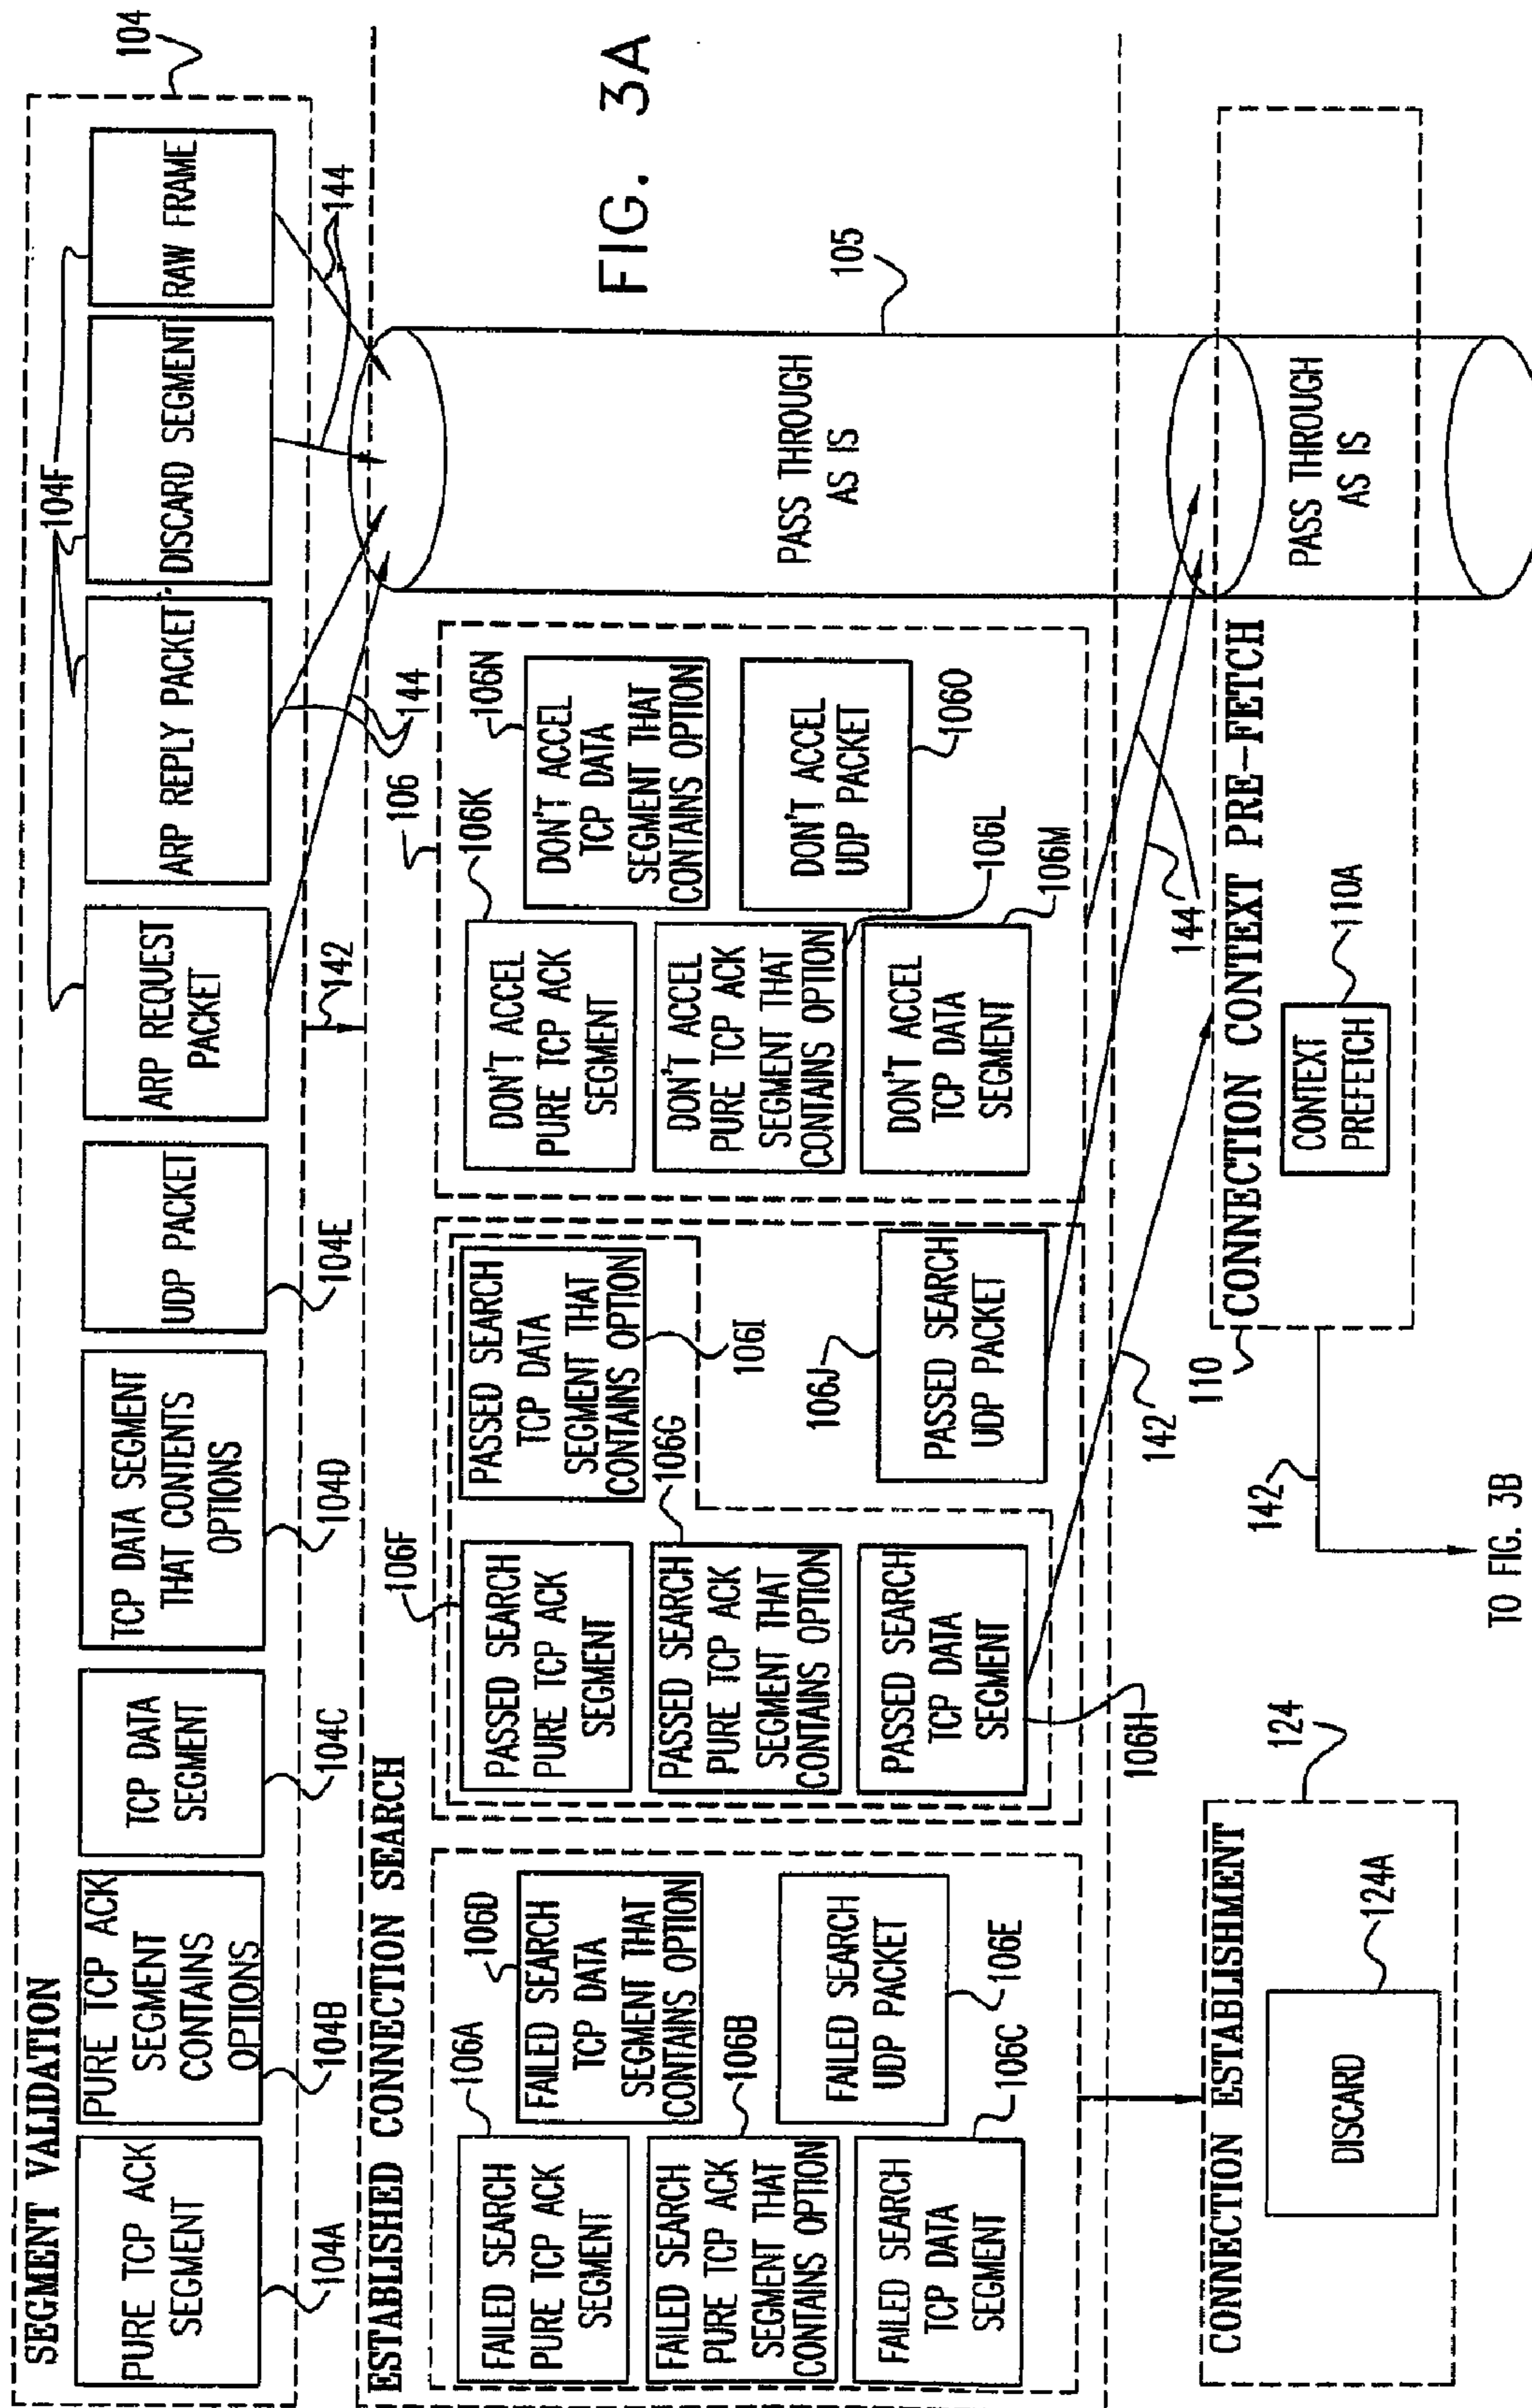 FIG. 3A
104
SEGMENT VALIDATION
PURE TCP ACK
SEGMENT
104A
PURE TCP ACK
SEGMENT
CONTAINS
OPTIONS
104B
TCP DATA
SEGMENT
104C
TCP DATA SEGMENT
THAT CONTENTS
OPTIONS
104D
UDP PACKET
104E
104F
ARP REQUEST
PACKET
ARP REPLY PACKET
DISCARD SEGMENT
RAW FRAME
142
144
144
ESTABLISHED CONNECTION SEARCH
106
106A
FAILED SEARCH
PURE TCP ACK
SEGMENT
106B
FAILED SEARCH
PURE TCP ACK
SEGMENT THAT
CONTAINS OPTION
106C
FAILED SEARCH
TCP DATA
SEGMENT
106D
FAILED SEARCH
TCP DATA
SEGMENT THAT
CONTAINS OPTION
106E
FAILED SEARCH
UDP PACKET
106F
PASSED SEARCH
PURE TCP ACK
SEGMENT
106G
PASSED SEARCH
PURE TCP ACK
SEGMENT THAT
CONTAINS OPTION
106H
PASSED SEARCH
TCP DATA
SEGMENT
106I
PASSED SEARCH
TCP DATA
SEGMENT THAT
CONTAINS OPTION
106J
PASSED SEARCH
UDP PACKET
106K
DON'T ACCEL
PURE TCP ACK
SEGMENT
106L
DON'T ACCEL
PURE TCP ACK
SEGMENT THAT
CONTAINS OPTION
106M
DON'T ACCEL
TCP DATA
SEGMENT
106N
DON'T ACCEL
TCP DATA
SEGMENT THAT
CONTAINS OPTION
106O
DON'T ACCEL
UDP PACKET
105
PASS THROUGH
AS IS
142
144
124
CONNECTION ESTABLISHMENT
124A
DISCARD
110
CONNECTION CONTEXT PRE-FETCH
110A
CONTEXT
PREFETCH
PASS THROUGH
AS IS
142
TO FIG. 3B